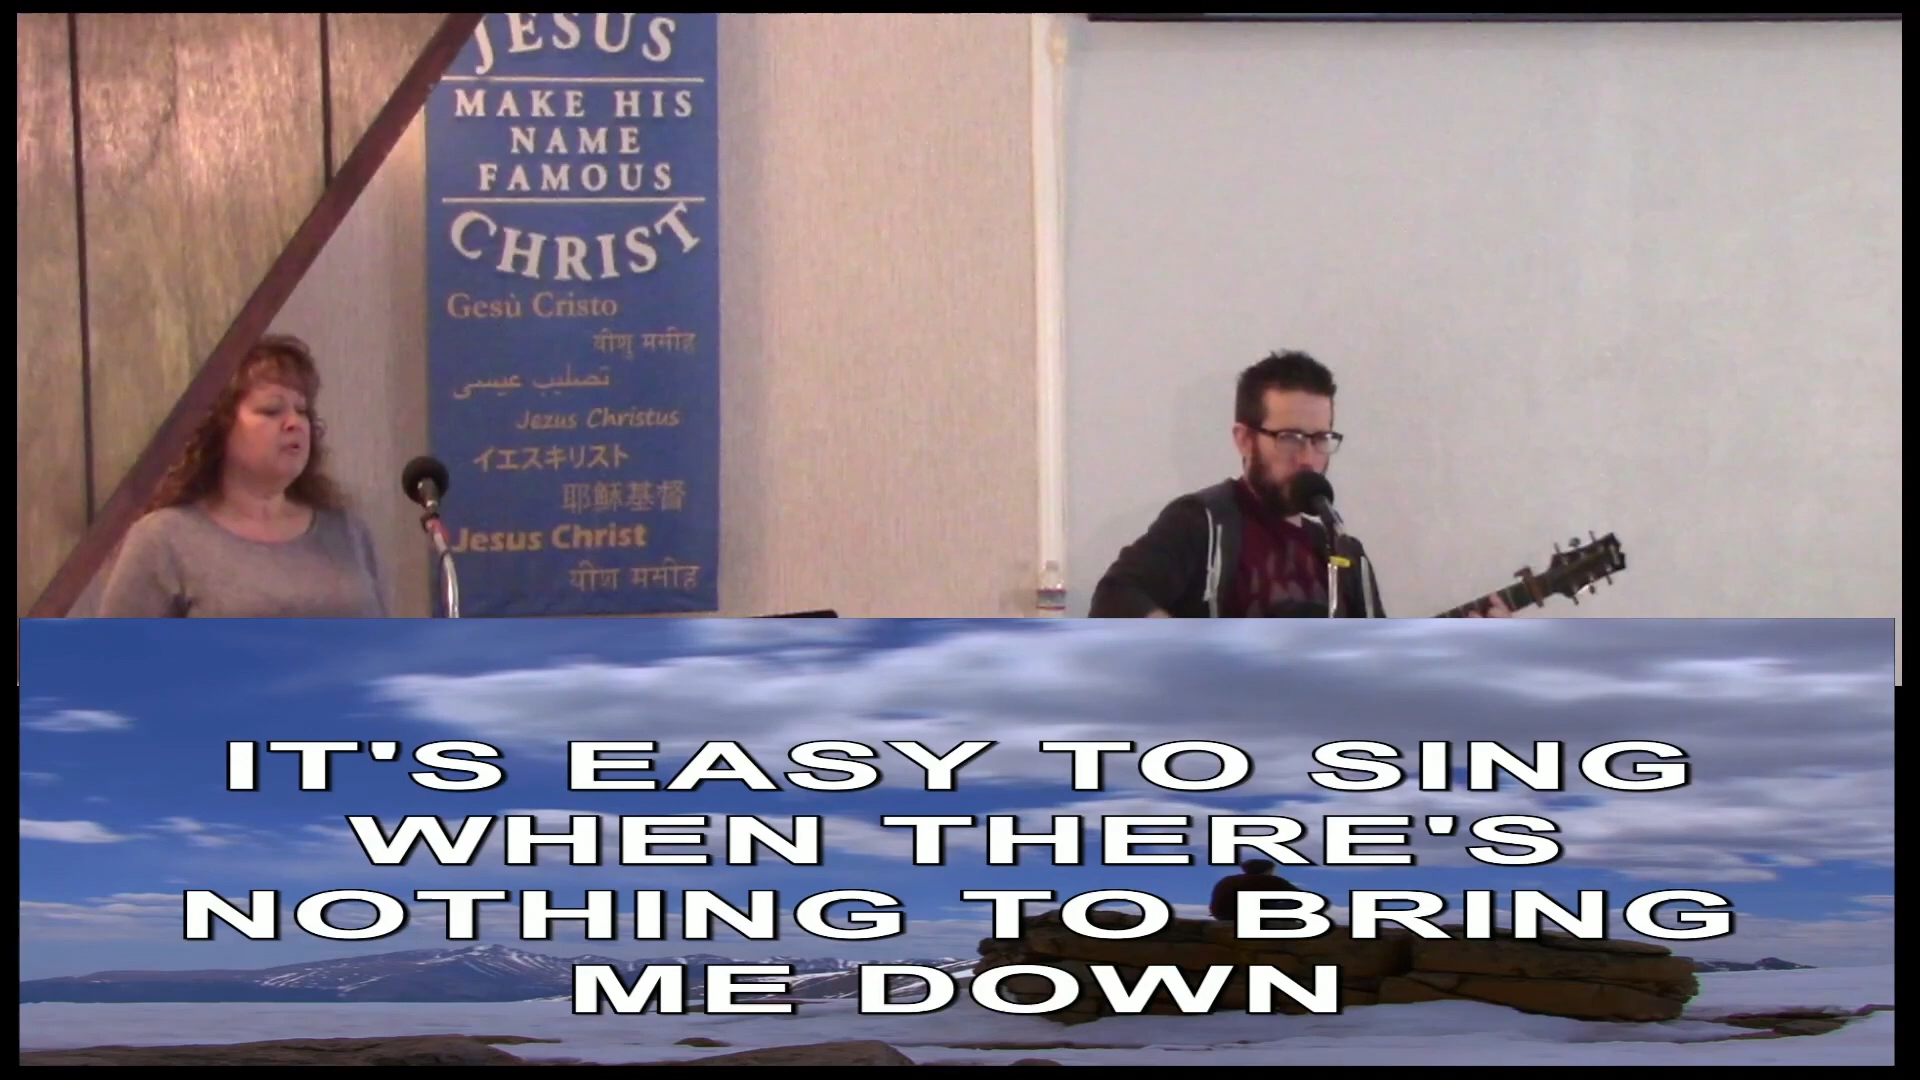 JESUS
MAKE HIS
NAME
FAMOUS
CHRIST
Gesù Cristo
यीशु मसीह
تصليب عيسى
Jezus Christus
イエスキリスト
耶穌基督
Jesus Christ
यीशु मसीह
IT'S EASY TO SING
WHEN THERE'S
NOTHING TO BRING
ME DOWN